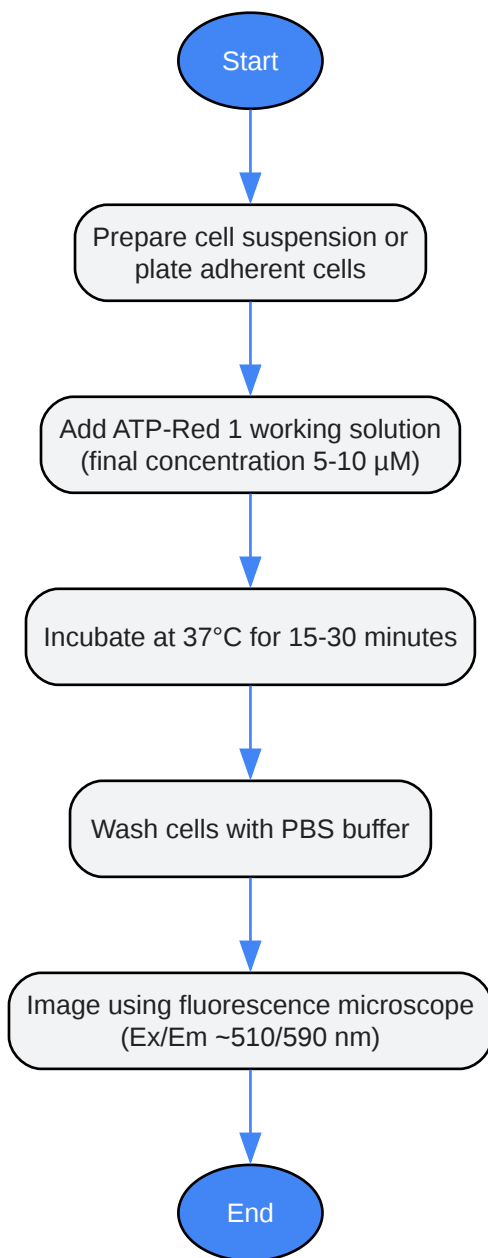 Start
Prepare cell suspension or
plate adherent cells
Add ATP-Red 1 working solution
(final concentration 5-10 µM)
Incubate at 37°C for 15-30 minutes
Wash cells with PBS buffer
Image using fluorescence microscope
(Ex/Em ~510/590 nm)
End